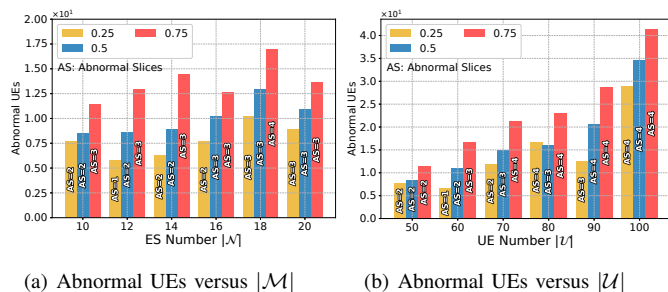 ×10¹
2.00
1.75
1.50
1.25
1.00
0.75
0.50
0.25
0.00
Abnormal UEs
0.25 0.75
0.5
AS: Abnormal Slices
AS=2 AS=2 AS=3
AS=1 AS=2 AS=3
AS=2 AS=2 AS=3
AS=2 AS=3 AS=3
AS=3 AS=3 AS=4
AS=3 AS=3 AS=3
10 12 14 16 18 20
ES Number |𝒩|
(a) Abnormal UEs versus |ℳ|
×10¹
4.0
3.5
3.0
2.5
2.0
1.5
1.0
0.5
0.0
Abnormal UEs
0.25 0.75
0.5
AS: Abnormal Slices
AS=2 AS=2 AS=2
AS=1 AS=2 AS=3
AS=2 AS=3 AS=4
AS=4 AS=3 AS=4
AS=3 AS=4 AS=4
AS=4 AS=4 AS=4
50 60 70 80 90 100
UE Number |𝒰|
(b) Abnormal UEs versus |𝒰|